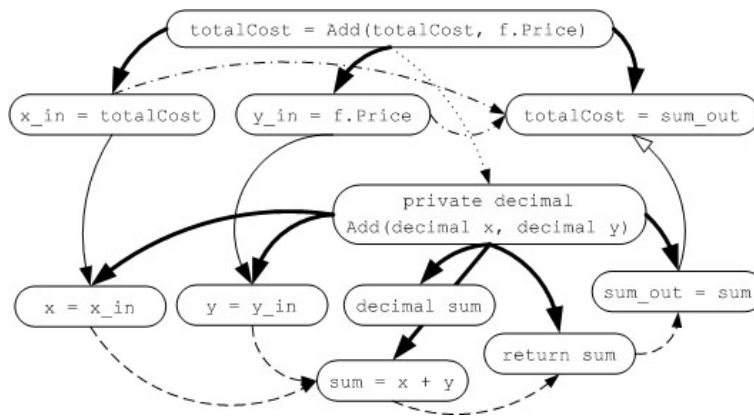 totalCost = Add(totalCost, f.Price)
x_in = totalCost
y_in = f.Price
totalCost = sum_out
private decimal
Add(decimal x, decimal y)
x = x_in
y = y_in
decimal sum
sum_out = sum
return sum
sum = x + y